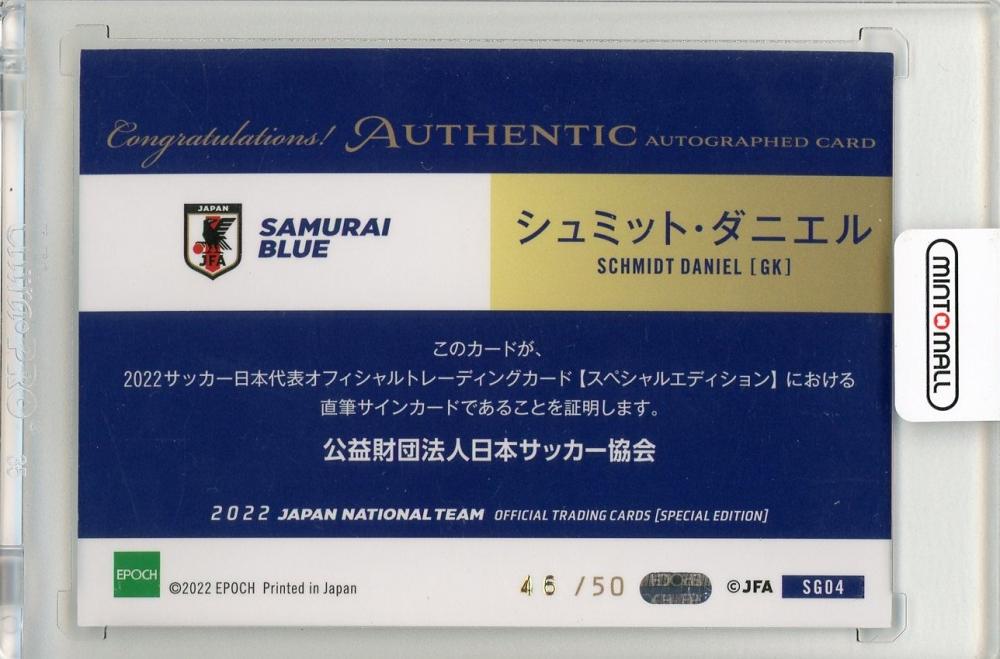 Congratulations! AUTHENTIC AUTOGRAPHED CARD
JAPAN
JFA
SAMURAI
BLUE
シュミット・ダニエル
SCHMIDT DANIEL [GK]
このカードが、
2022サッカー日本代表オフィシャルトレーディングカード【スペシャルエディション】における
直筆サインカードであることを証明します。
公益財団法人日本サッカー協会
2022 JAPAN NATIONAL TEAM OFFICIAL TRADING CARDS [SPECIAL EDITION]
EPOCH
©2022 EPOCH Printed in Japan
46 /50
©JFA
SG04
MINTMALL